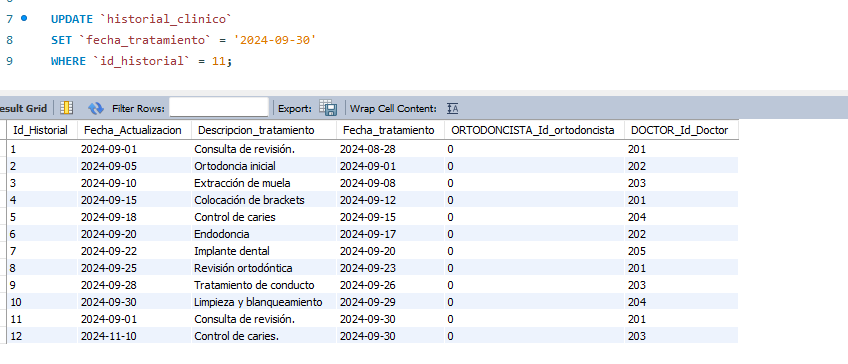 7 UPDATE `historial_clinico`
8 SET `fecha_tratamiento` = '2024-09-30'
9 WHERE `id_historial` = 11;
esult Grid Filter Rows: Export: Wrap Cell Content: IA
Id_Historial Fecha_Actualizacion Descripcion_tratamiento Fecha_tratamiento ORTODONCISTA_Id_ortodoncista DOCTOR_Id_Doctor
1 2024-09-01 Consulta de revisión. 2024-08-28 0 201
2 2024-09-05 Ortodoncia inicial 2024-09-01 0 202
3 2024-09-10 Extracción de muela 2024-09-08 0 203
4 2024-09-15 Colocación de brackets 2024-09-12 0 201
5 2024-09-18 Control de caries 2024-09-15 0 204
6 2024-09-20 Endodoncia 2024-09-17 0 202
7 2024-09-22 Implante dental 2024-09-20 0 205
8 2024-09-25 Revisión ortodóntica 2024-09-23 0 201
9 2024-09-28 Tratamiento de conducto 2024-09-26 0 203
10 2024-09-30 Limpieza y blanqueamiento 2024-09-29 0 204
11 2024-09-01 Consulta de revisión. 2024-09-30 0 201
12 2024-11-10 Control de caries. 2024-09-30 0 203